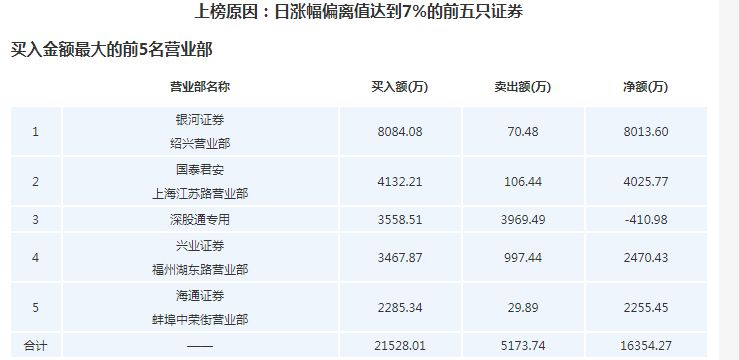 上榜原因：日涨幅偏离值达到7%的前五只证券
买入金额最大的前5名营业部
营业部名称 买入额(万) 卖出额(万) 净额(万)
1 银河证券 绍兴营业部 8084.08 70.48 8013.60
2 国泰君安 上海江苏路营业部 4132.21 106.44 4025.77
3 深股通专用 3558.51 3969.49 -410.98
4 兴业证券 福州湖东路营业部 3467.87 997.44 2470.43
5 海通证券 蚌埠中荣街营业部 2285.34 29.89 2255.45
合计 —— 21528.01 5173.74 16354.27